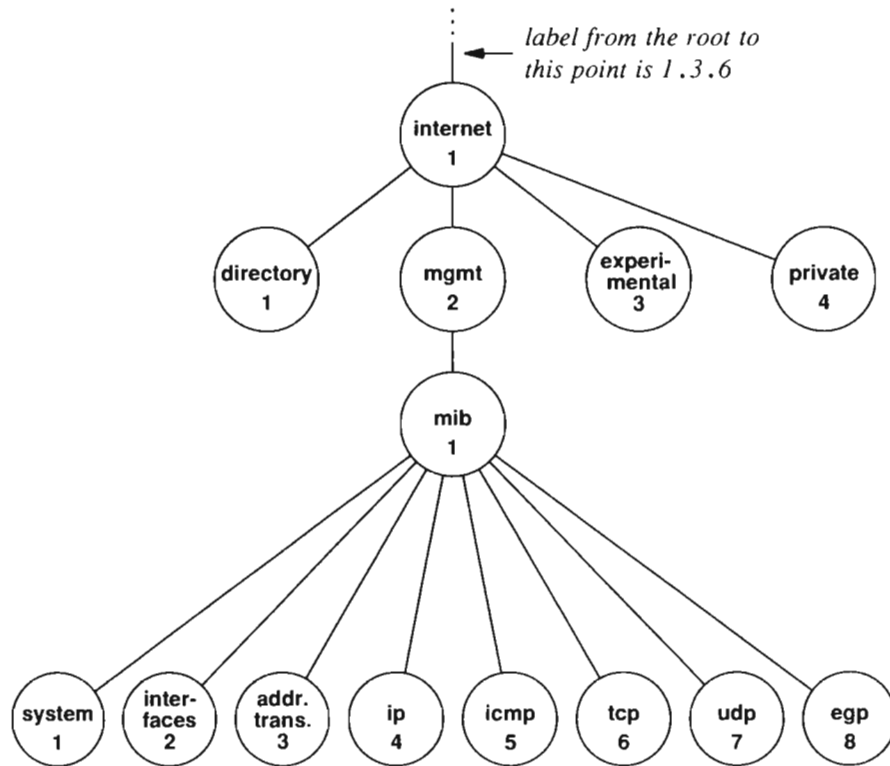 label from the root to
this point is 1.3.6
internet
1
directory
1
mgmt
2
experi-
mental
3
private
4
mib
1
system
1
inter-
faces
2
addr.
trans.
3
ip
4
icmp
5
tcp
6
udp
7
egp
8